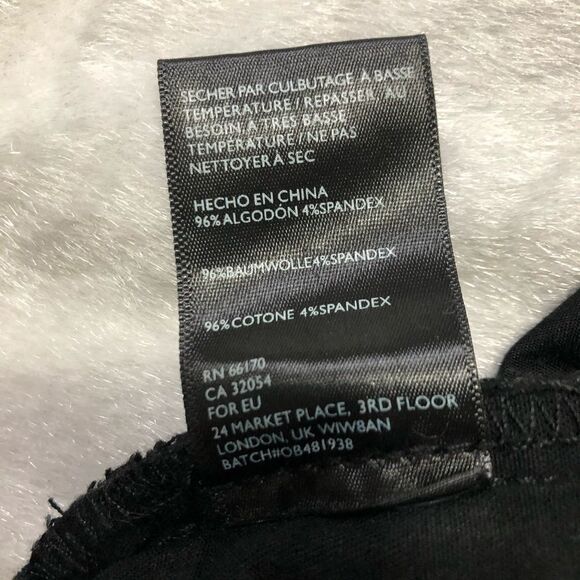 SÉCHER PAR CULBUTAGE À BASSE
TEMPÉRATURE / REPASSER, AU
BESOIN À TRÈS BASSE
TEMPÉRATURE / NE PAS
NETTOYER À SEC
HECHO EN CHINA
96% ALGODÓN 4%SPANDEX
96%BAUMWOLLE4%SPANDEX
96% COTONE 4%SPANDEX
RN 66170
CA 32054
FOR EU
24 MARKET PLACE, 3RD FLOOR
LONDON, UK W1W8AN
BATCH#OB481938